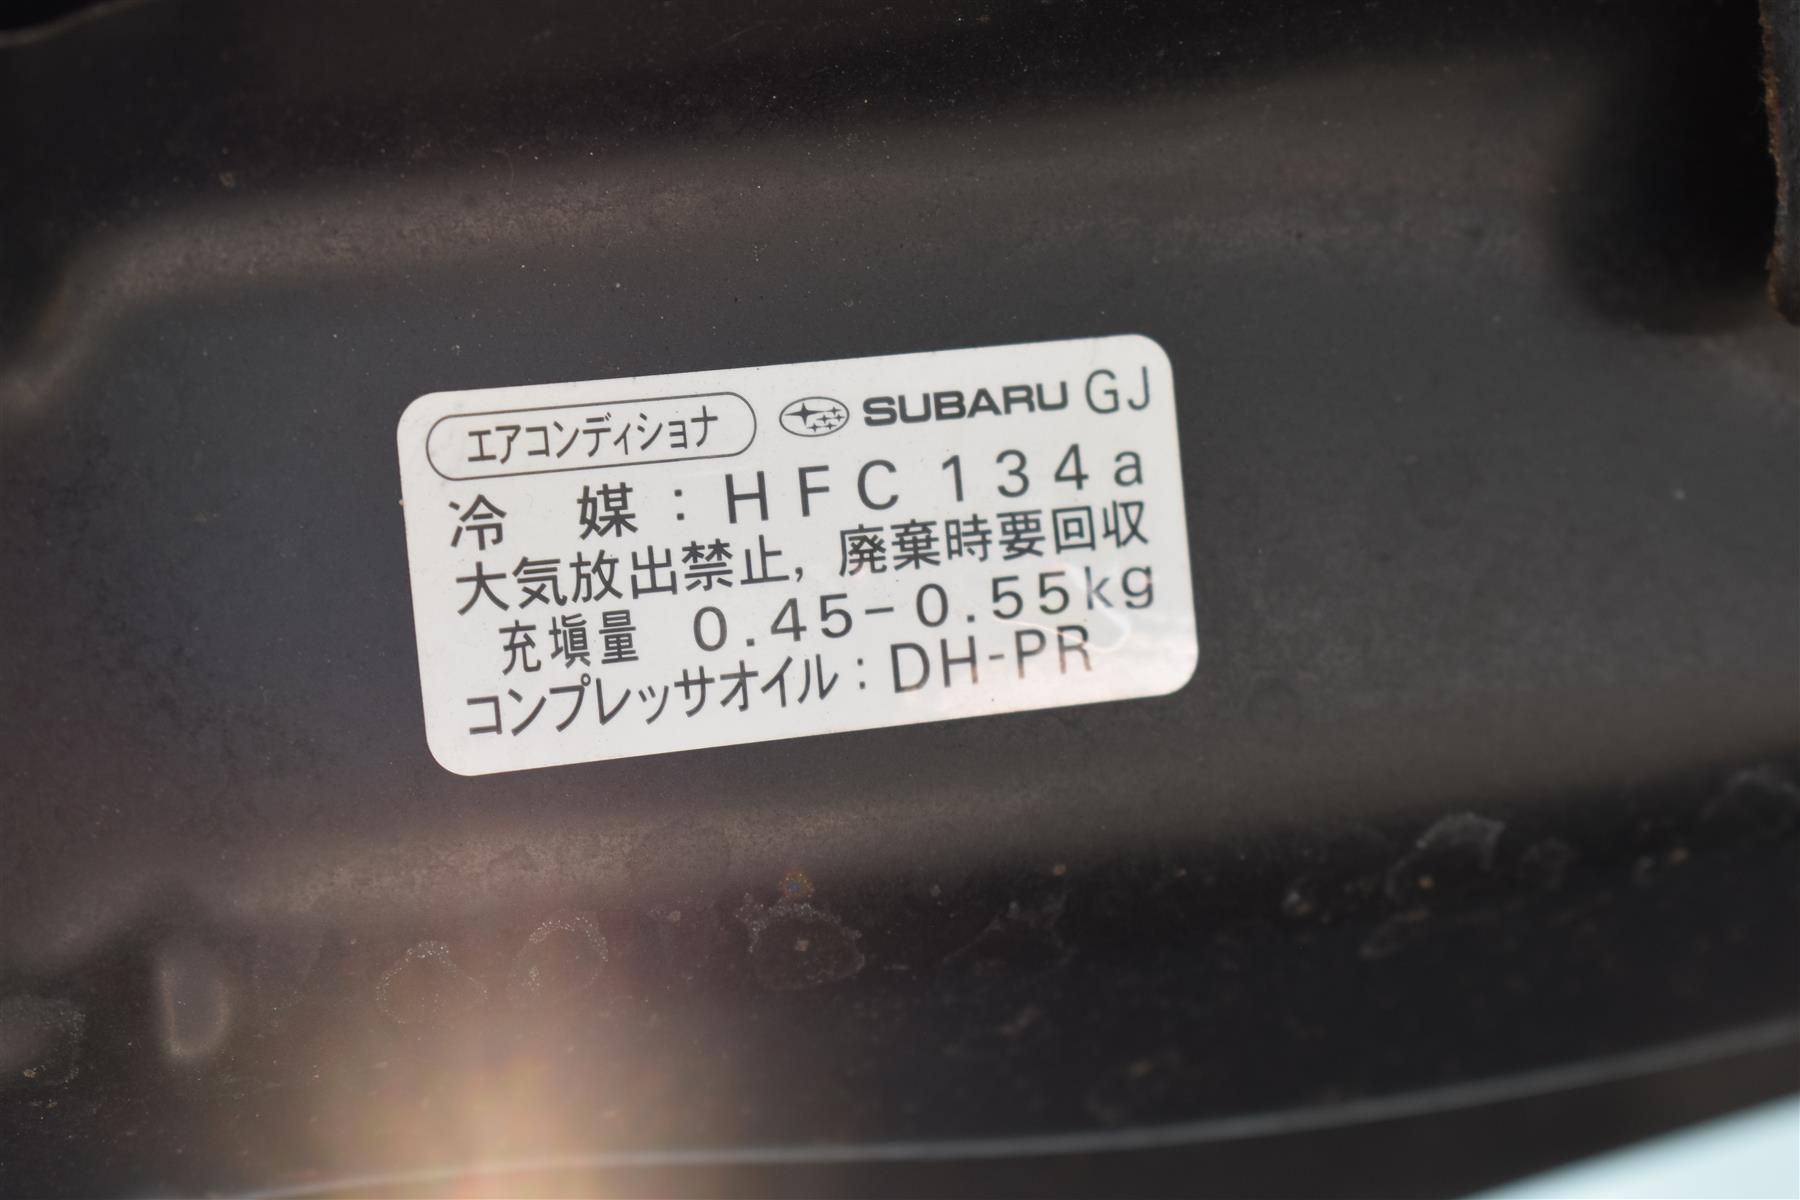 エアコンディショナ SUBARU GJ
冷 媒 : HFC 134a
大気放出禁止, 廃棄時要回収
充塡量 0.45-0.55kg
コンプレッサオイル : DH-PR